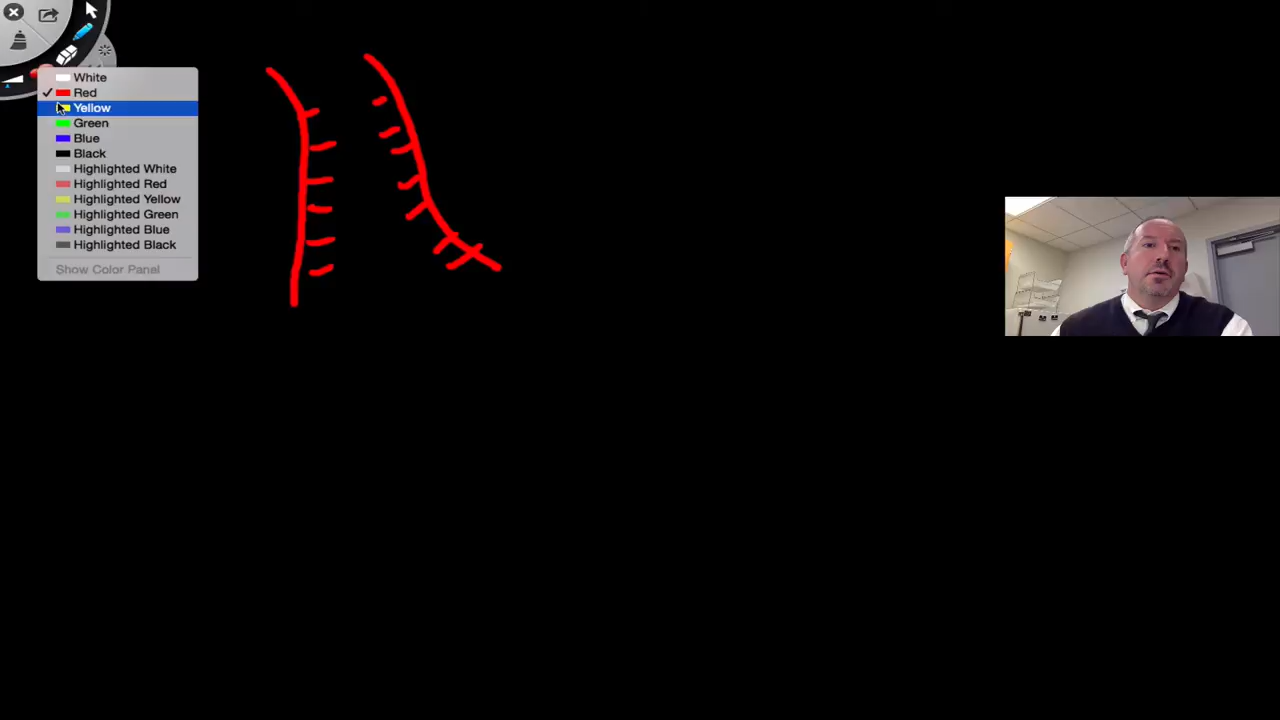 White
Red
Yellow
Green
Blue
Black
Highlighted White
Highlighted Red
Highlighted Yellow
Highlighted Green
Highlighted Blue
Highlighted Black
Show Color Panel